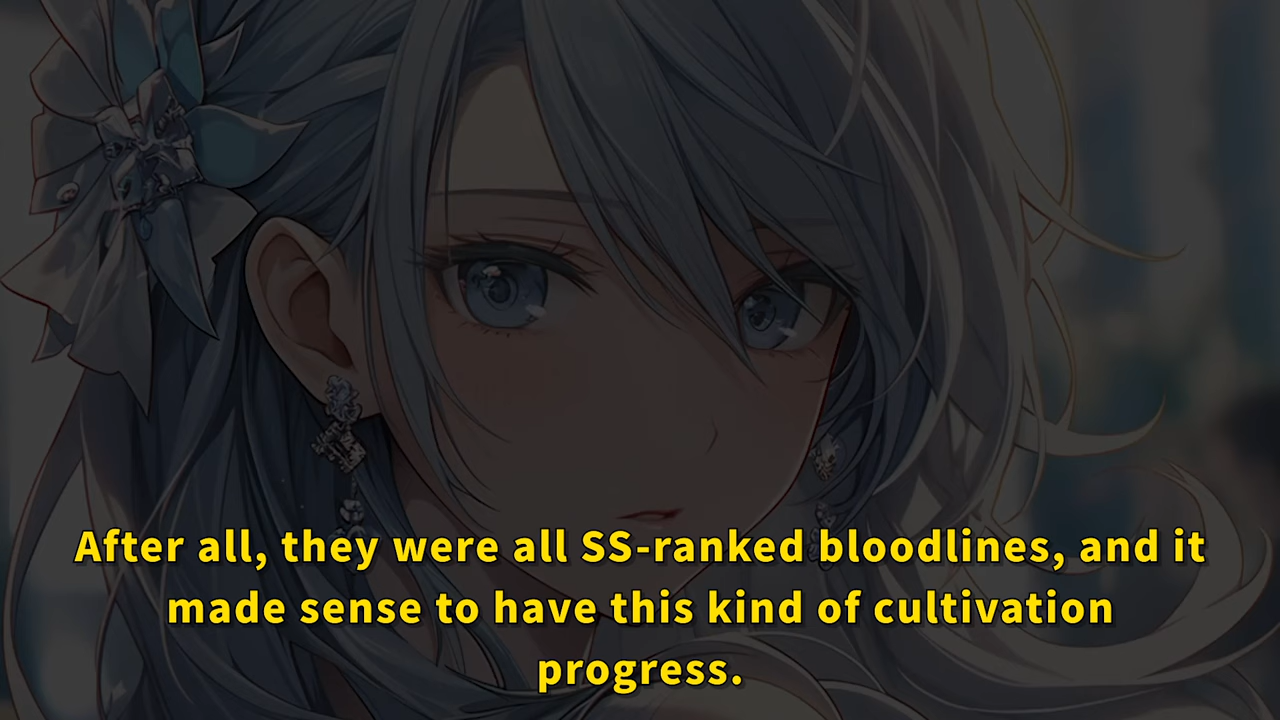 After all, they were all SS-ranked bloodlines, and it
made sense to have this kind of cultivation
progress.